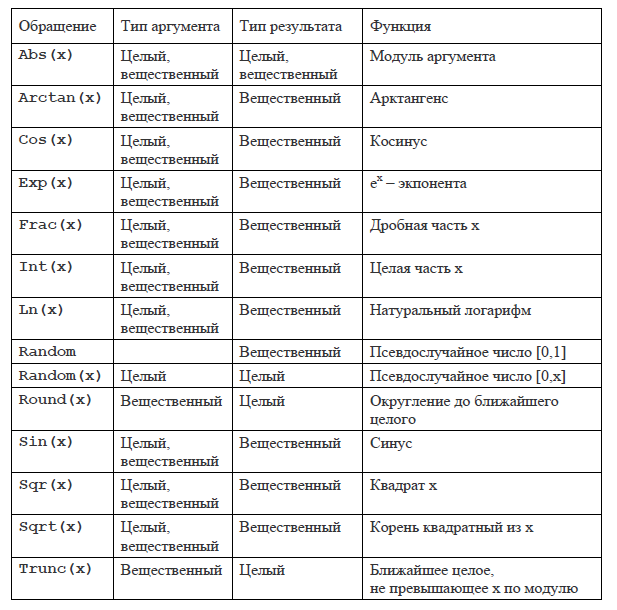 Обращение Тип аргумента Тип результата Функция
Abs(x) Целый, Целый, Модуль аргумента
вещественный вещественный
Arctan(x) Целый, Вещественный Арктангенс
вещественный
Cos(x) Целый, Вещественный Косинус
вещественный
Exp(x) Целый, Вещественный eˣ – экпонента
вещественный
Frac(x) Целый, Вещественный Дробная часть x
вещественный
Int(x) Целый, Вещественный Целая часть x
вещественный
Ln(x) Целый, Вещественный Натуральный логарифм
вещественный
Random Вещественный Псевдослучайное число [0,1]
Random(x) Целый Целый Псевдослучайное число [0,x]
Round(x) Вещественный Целый Округление до ближайшего
целого
Sin(x) Целый, Вещественный Синус
вещественный
Sqr(x) Целый, Вещественный Квадрат x
вещественный
Sqrt(x) Целый, Вещественный Корень квадратный из x
вещественный
Trunc(x) Вещественный Целый Ближайшее целое,
не превышающее x по модулю